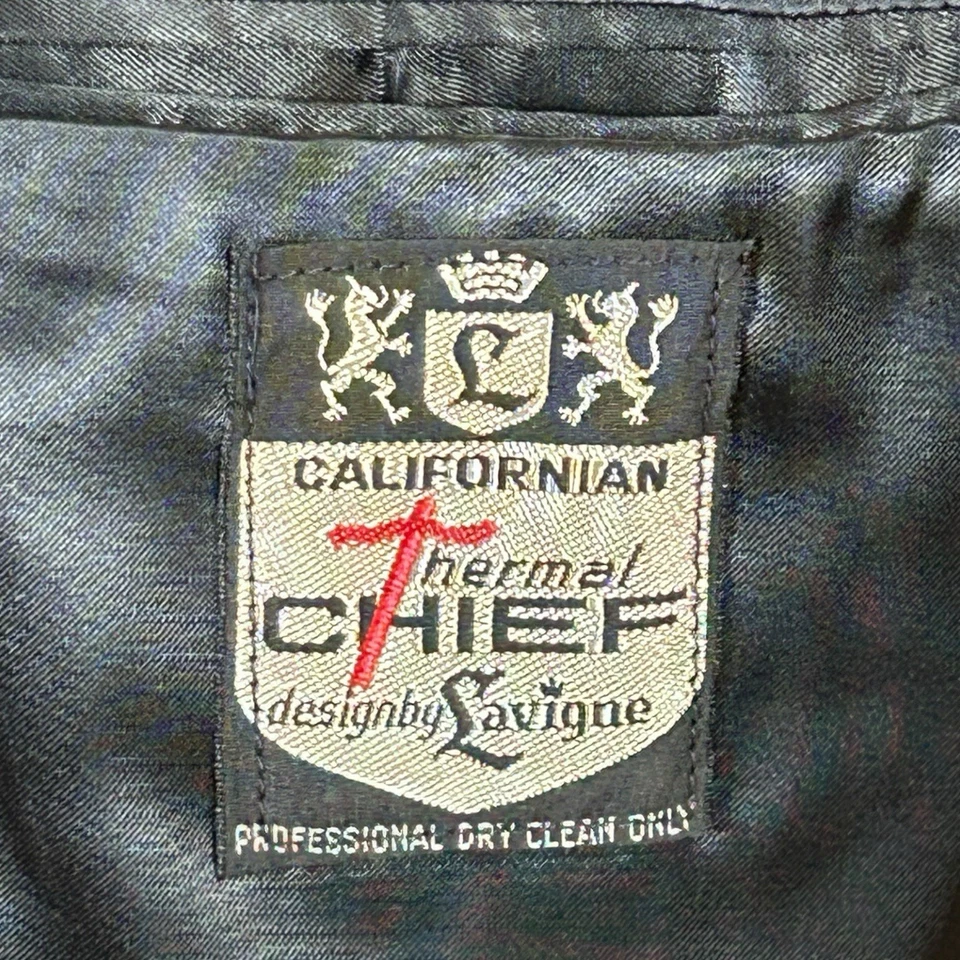 L
CALIFORNIAN
Thermal
CHIEF
design by Lavigne
PROFESSIONAL DRY CLEAN ONLY